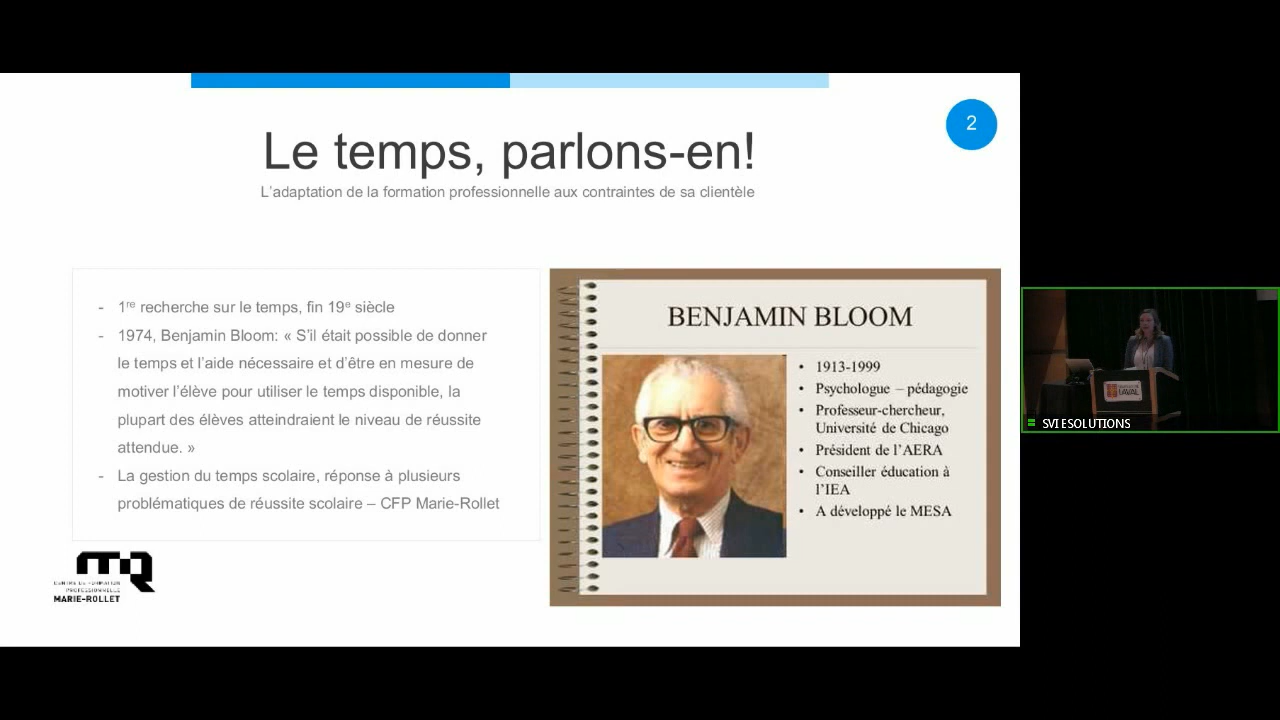 2
Le temps, parlons-en!
L'adaptation de la formation professionnelle aux contraintes de sa clientèle
- 1re recherche sur le temps, fin 19e siècle
- 1974, Benjamin Bloom: « S'il était possible de donner
le temps et l'aide nécessaire et d'être en mesure de
motiver l'élève pour utiliser le temps disponible, la
plupart des élèves atteindraient le niveau de réussite
attendue. »
- La gestion du temps scolaire, réponse à plusieurs
problématiques de réussite scolaire – CFP Marie-Rollet
BENJAMIN BLOOM
• 1913-1999
• Psychologue – pédagogie
• Professeur-chercheur,
Université de Chicago
• Président de l'AERA
• Conseiller éducation à
l'IEA
• A développé le MESA
CENTRE DE FORMATION
PROFESSIONNELLE
MARIE-ROLLET
LAVAL
SVI ESOLUTIONS